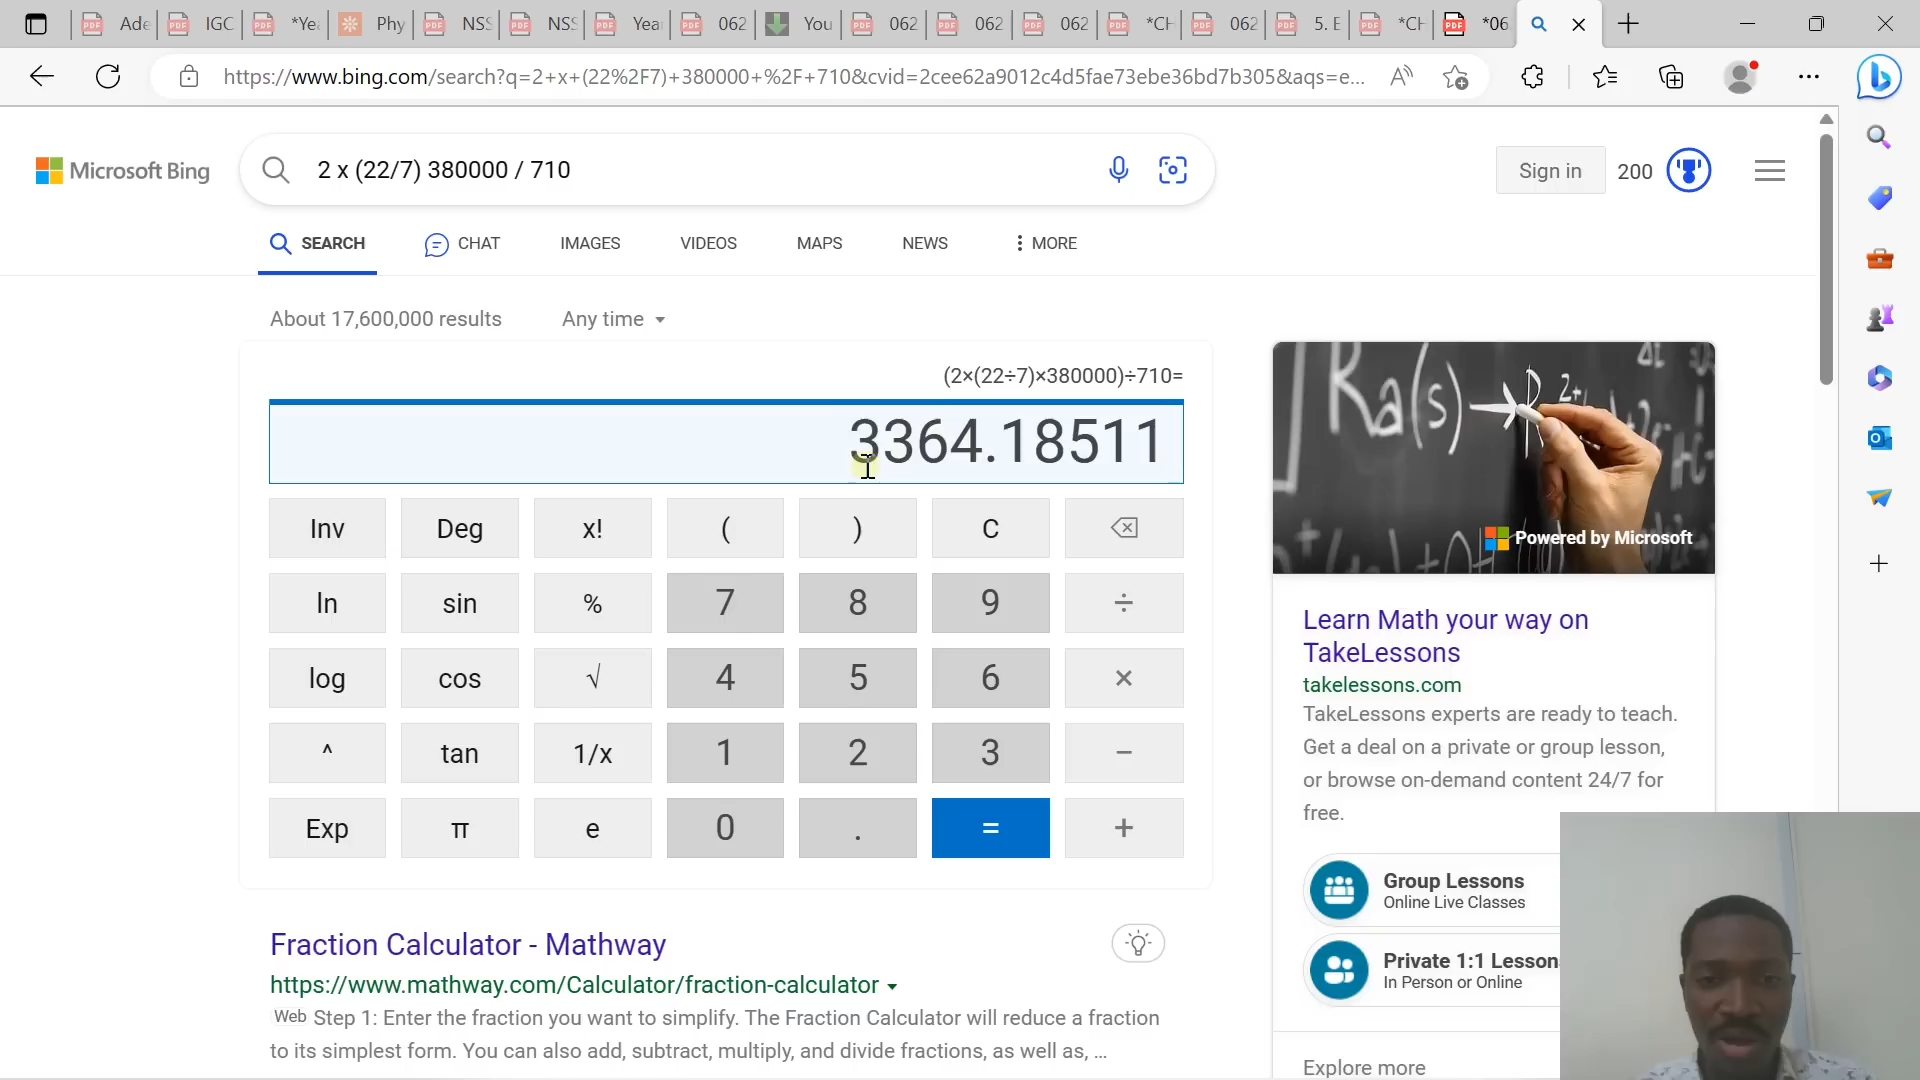 Ade
IGC
*Yea
Phy
NSS
NSS
Yea
062
You
062
062
062
*CH
062
5. E
*CH
*06
https://www.bing.com/search?q=2+x+(22%2F7)+380000+%2F+710&cvid=2cee62a9012c4d5fae73ebe36bd7b305&aqs=e...
Microsoft Bing
2 x (22/7) 380000 / 710
Sign in
200
SEARCH
CHAT
IMAGES
VIDEOS
MAPS
NEWS
MORE
About 17,600,000 results
Any time
(2×(22÷7)×380000)÷710=
3364.18511
Inv Deg x! ( ) C
ln sin % 7 8 9 ÷
log cos √ 4 5 6 ×
^ tan 1/x 1 2 3 −
Exp π e 0 . = +
Fraction Calculator - Mathway
https://www.mathway.com/Calculator/fraction-calculator
Web Step 1: Enter the fraction you want to simplify. The Fraction Calculator will reduce a fraction
to its simplest form. You can also add, subtract, multiply, and divide fractions, as well as, ...
Ra(s)
Powered by Microsoft
Learn Math your way on
TakeLessons
takelessons.com
TakeLessons experts are ready to teach.
Get a deal on a private or group lesson,
or browse on-demand content 24/7 for
free.
Group Lessons
Online Live Classes
Private 1:1 Lesson
In Person or Online
Explore more